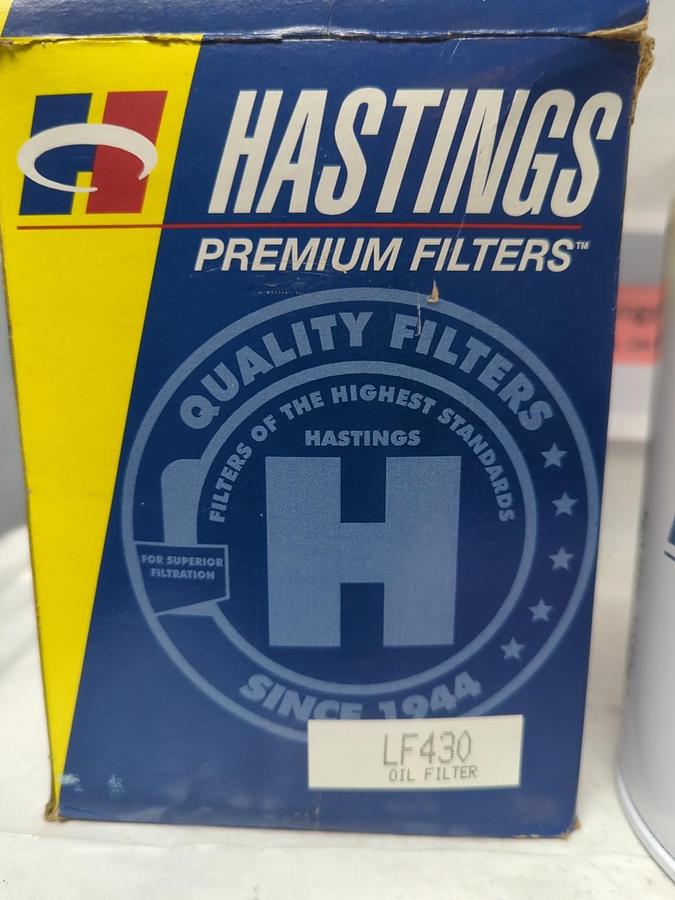 HASTINGS
PREMIUM FILTERS™
QUALITY FILTERS
FILTERS OF THE HIGHEST STANDARDS
HASTINGS
H
FOR SUPERIOR
FILTRATION
SINCE 1944
LF430
OIL FILTER